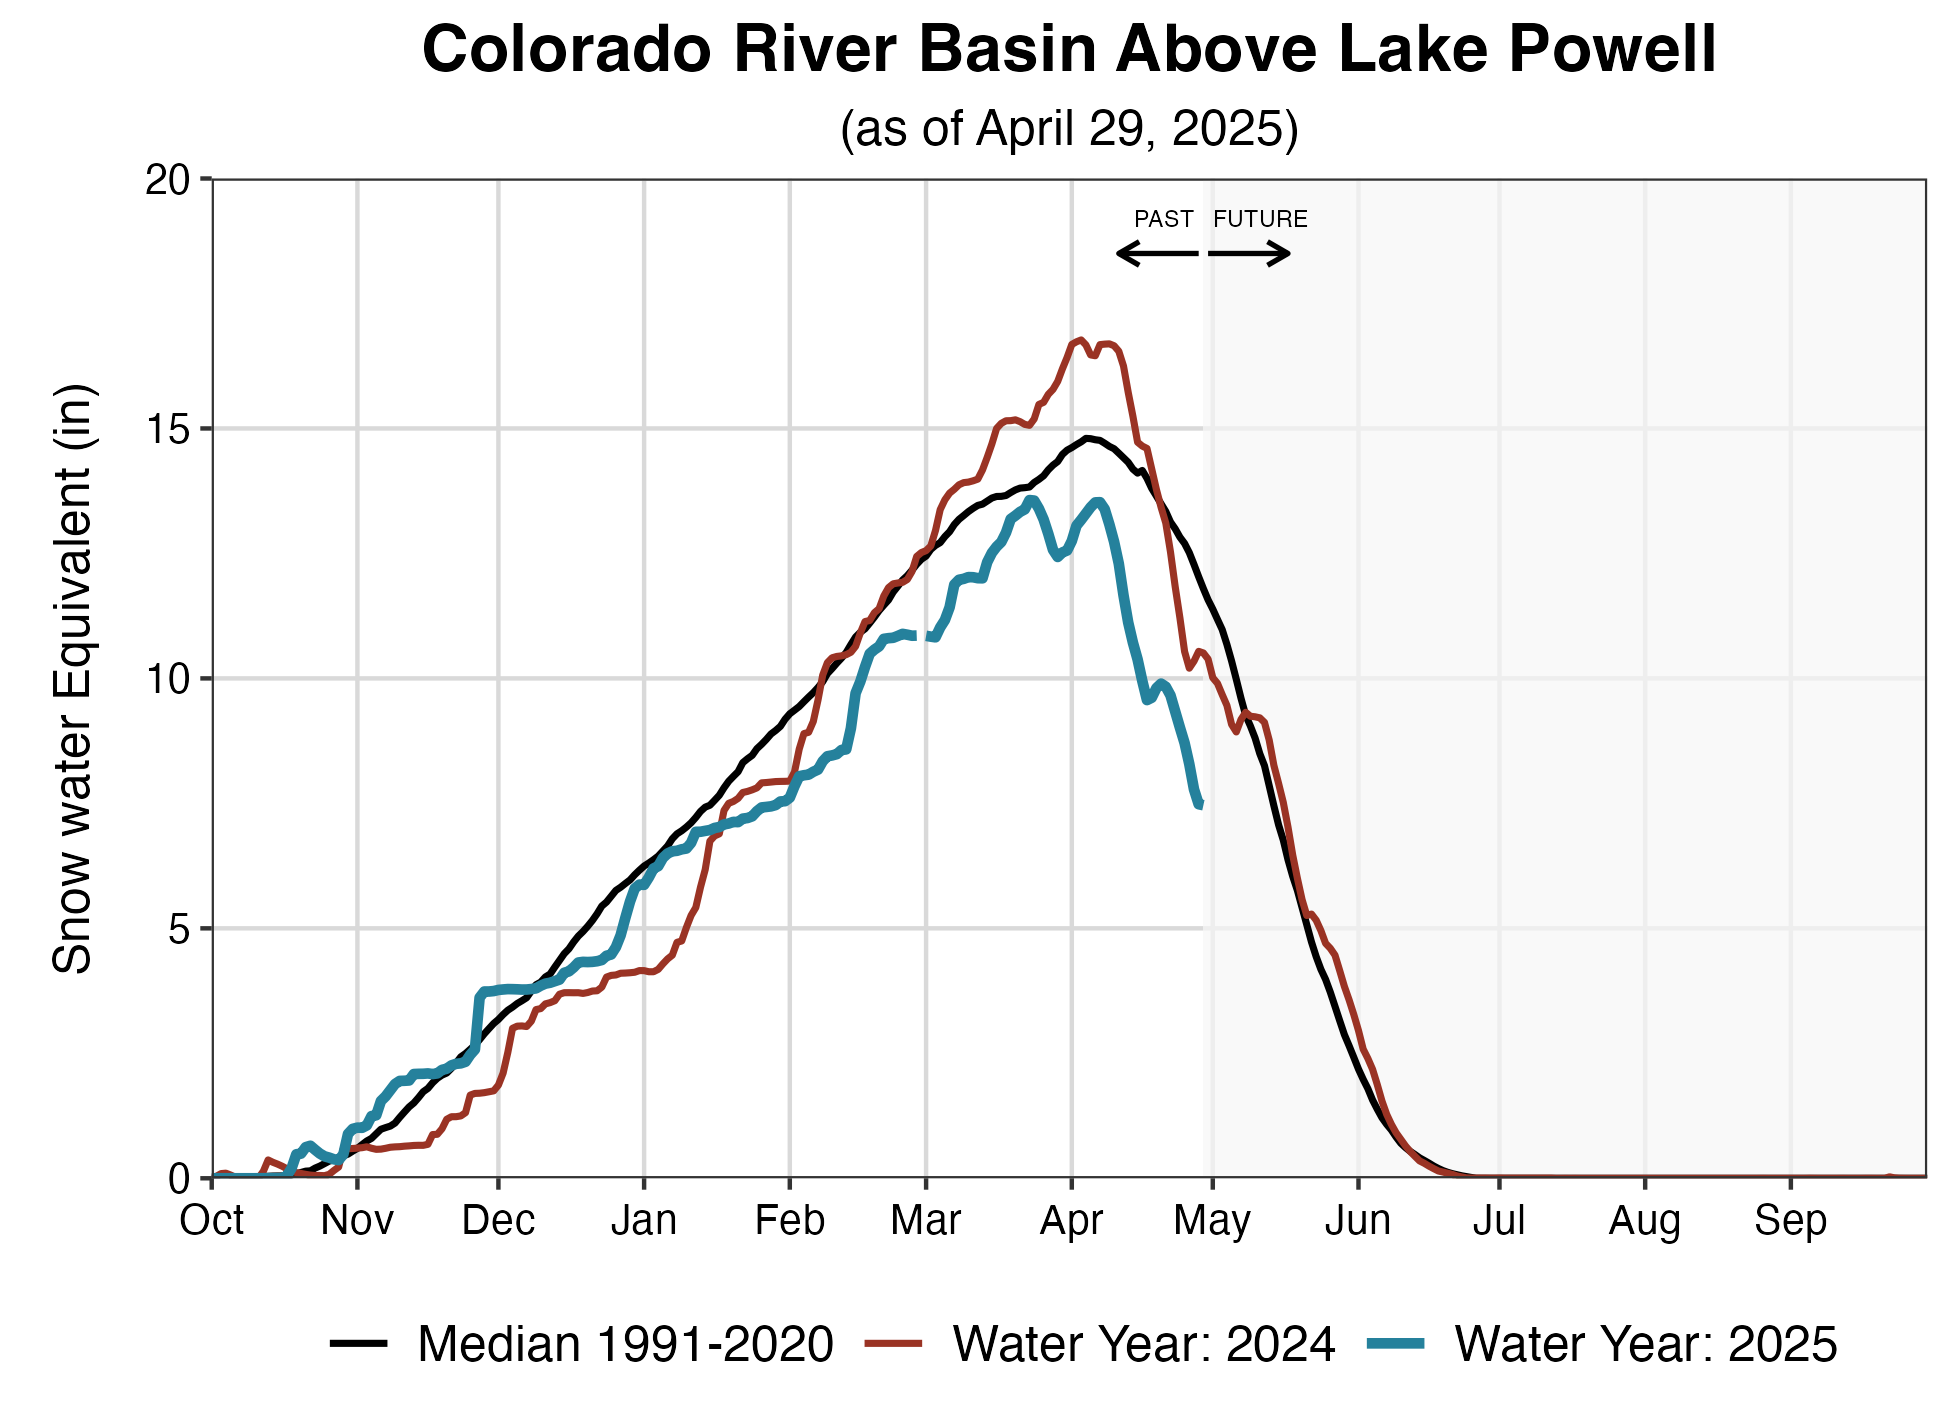 Colorado River Basin Above Lake Powell
(as of April 29, 2025)
PAST FUTURE
Snow water Equivalent (in)
20
15
10
5
0
Oct Nov Dec Jan Feb Mar Apr May Jun Jul Aug Sep
Median 1991-2020 Water Year: 2024 Water Year: 2025